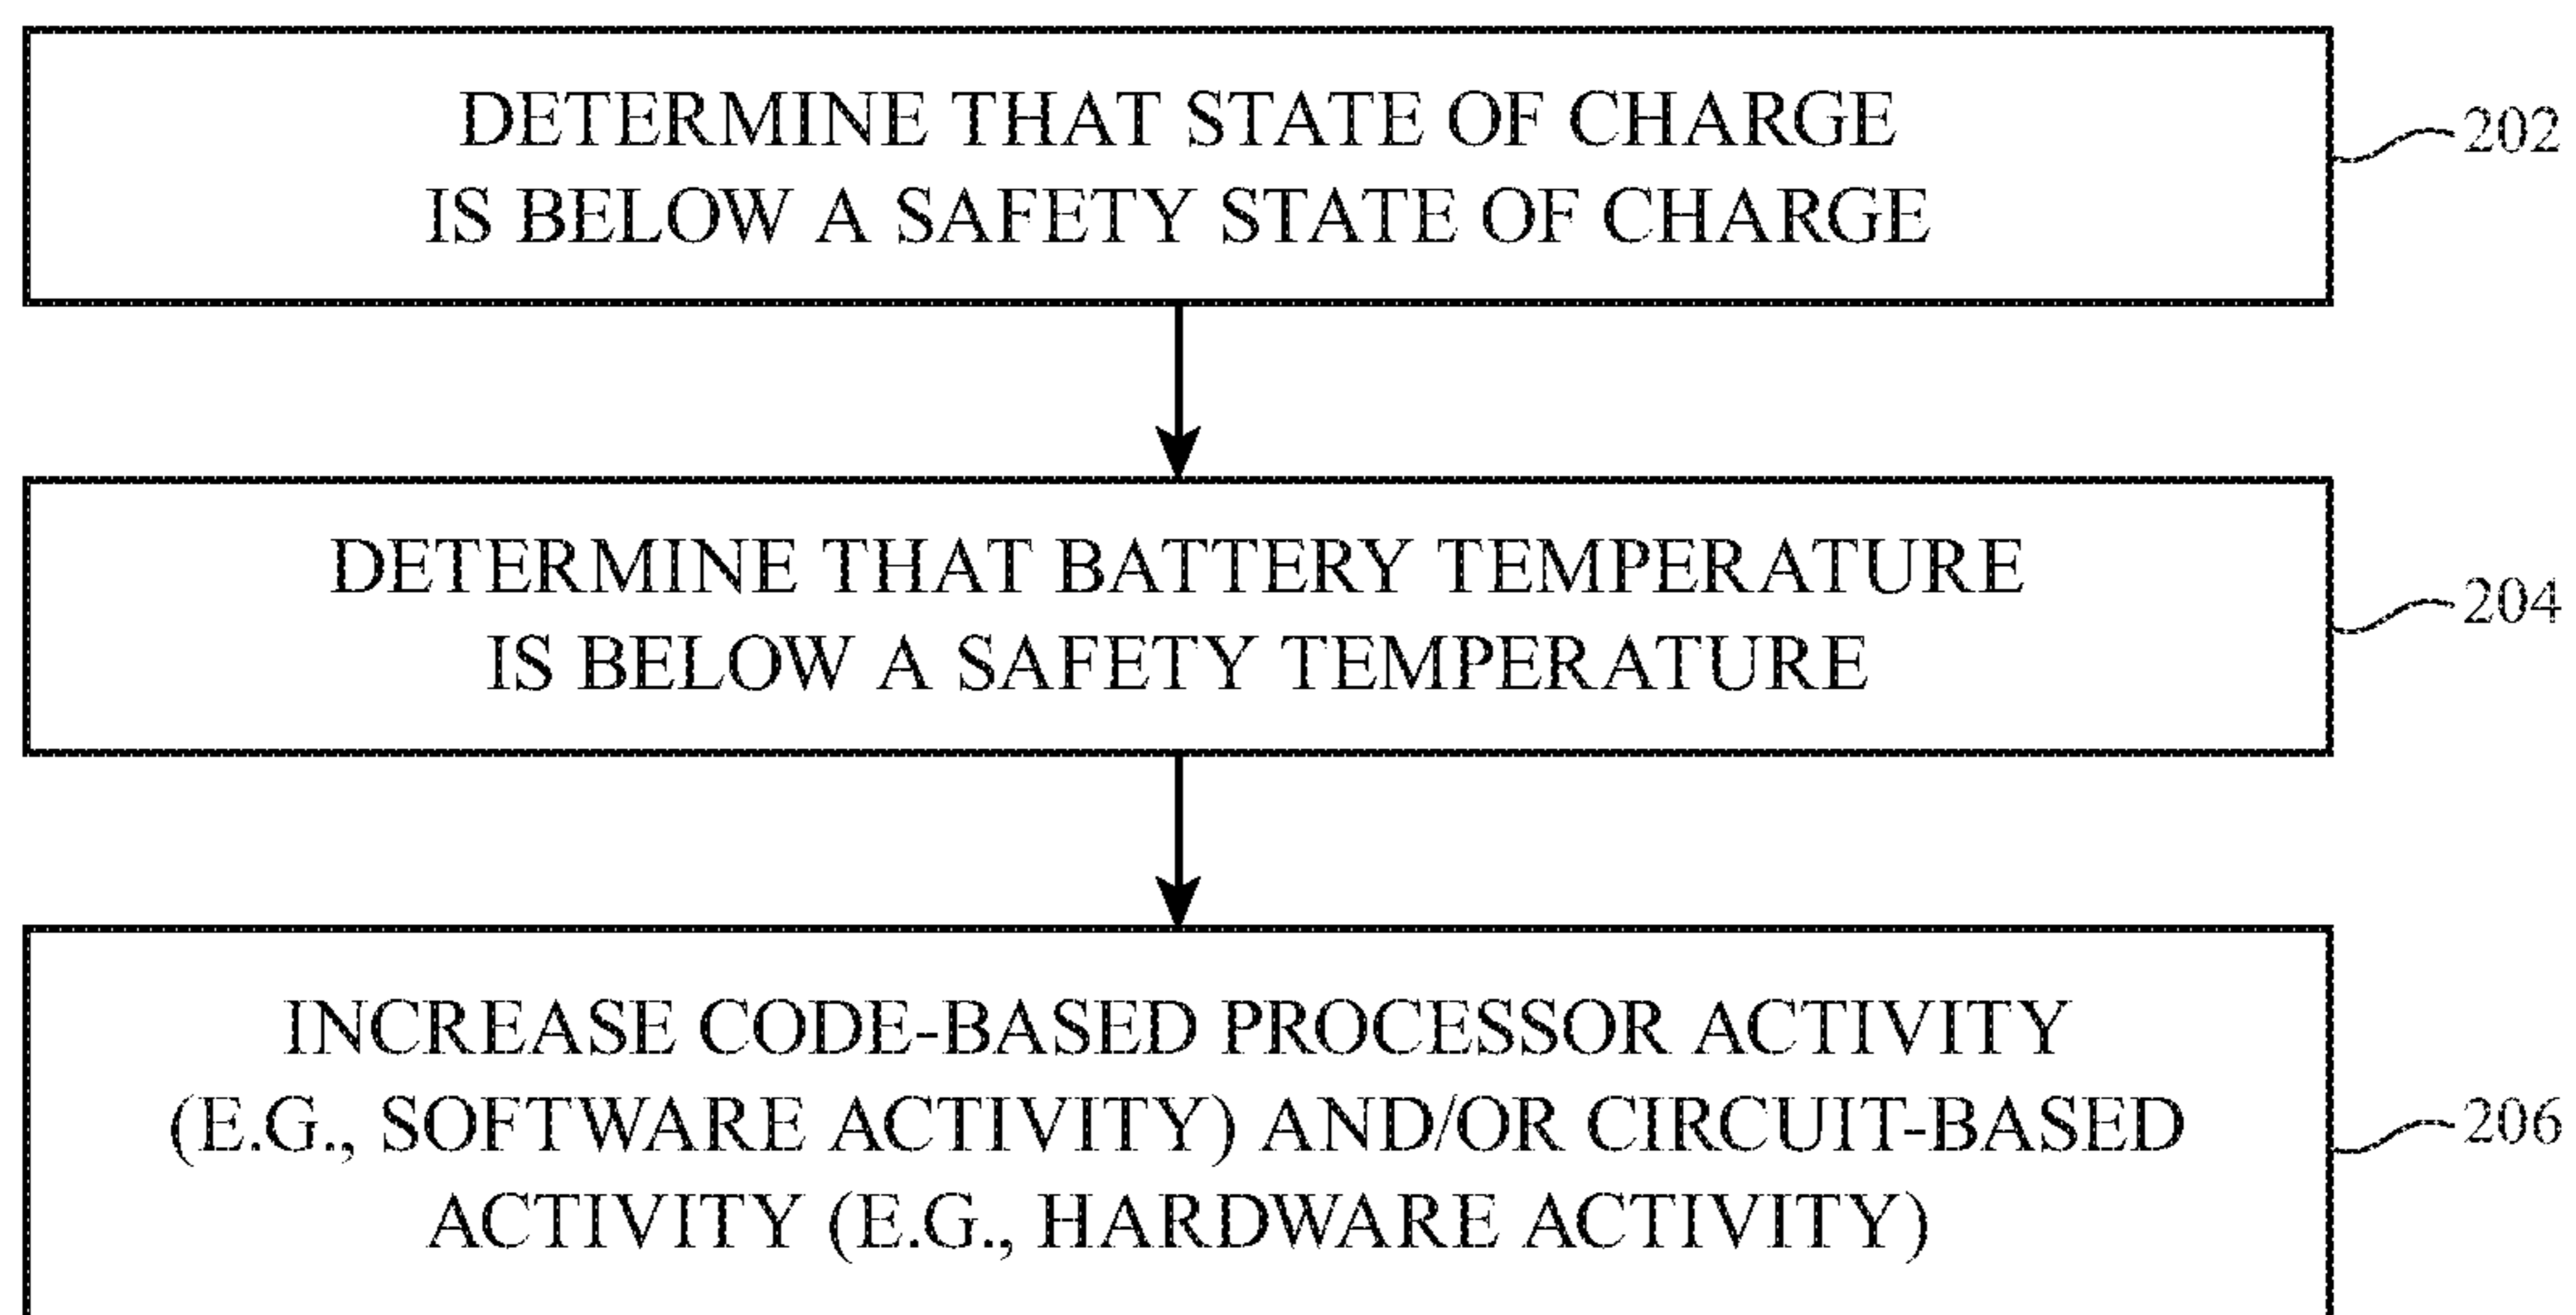 DETERMINE THAT STATE OF CHARGE
IS BELOW A SAFETY STATE OF CHARGE
202
DETERMINE THAT BATTERY TEMPERATURE
IS BELOW A SAFETY TEMPERATURE
204
INCREASE CODE-BASED PROCESSOR ACTIVITY
(E.G., SOFTWARE ACTIVITY) AND/OR CIRCUIT-BASED
ACTIVITY (E.G., HARDWARE ACTIVITY)
206